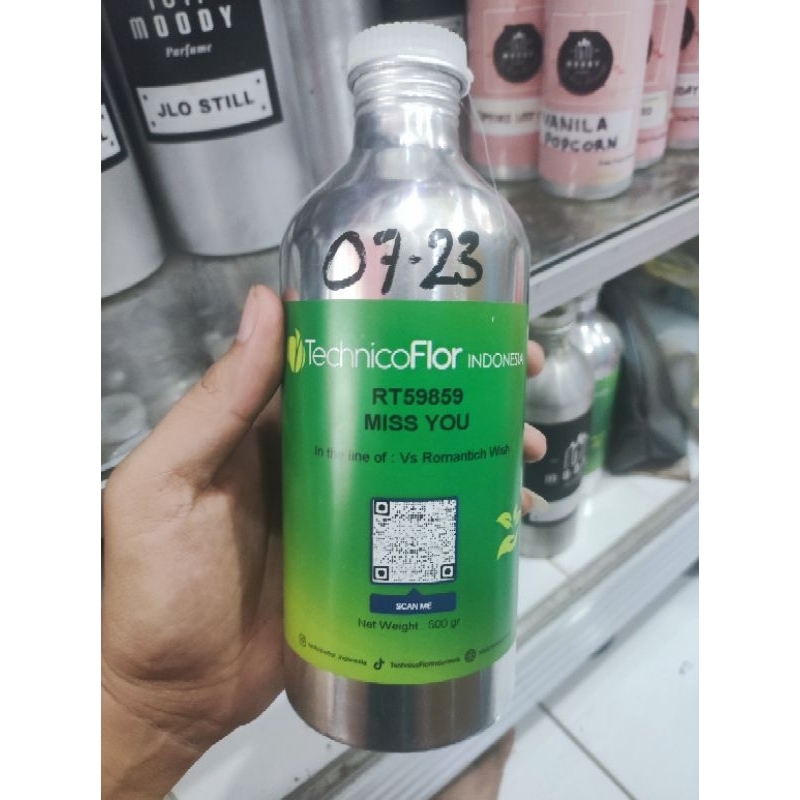 MOODY
Parfume
JLO STILL
VANILA
POPCORN
07-23
TechnicoFlor INDONESIA
RT59859
MISS YOU
In the line of : Vs Romantich Wish
SCAN ME
Net Weight 500 gr